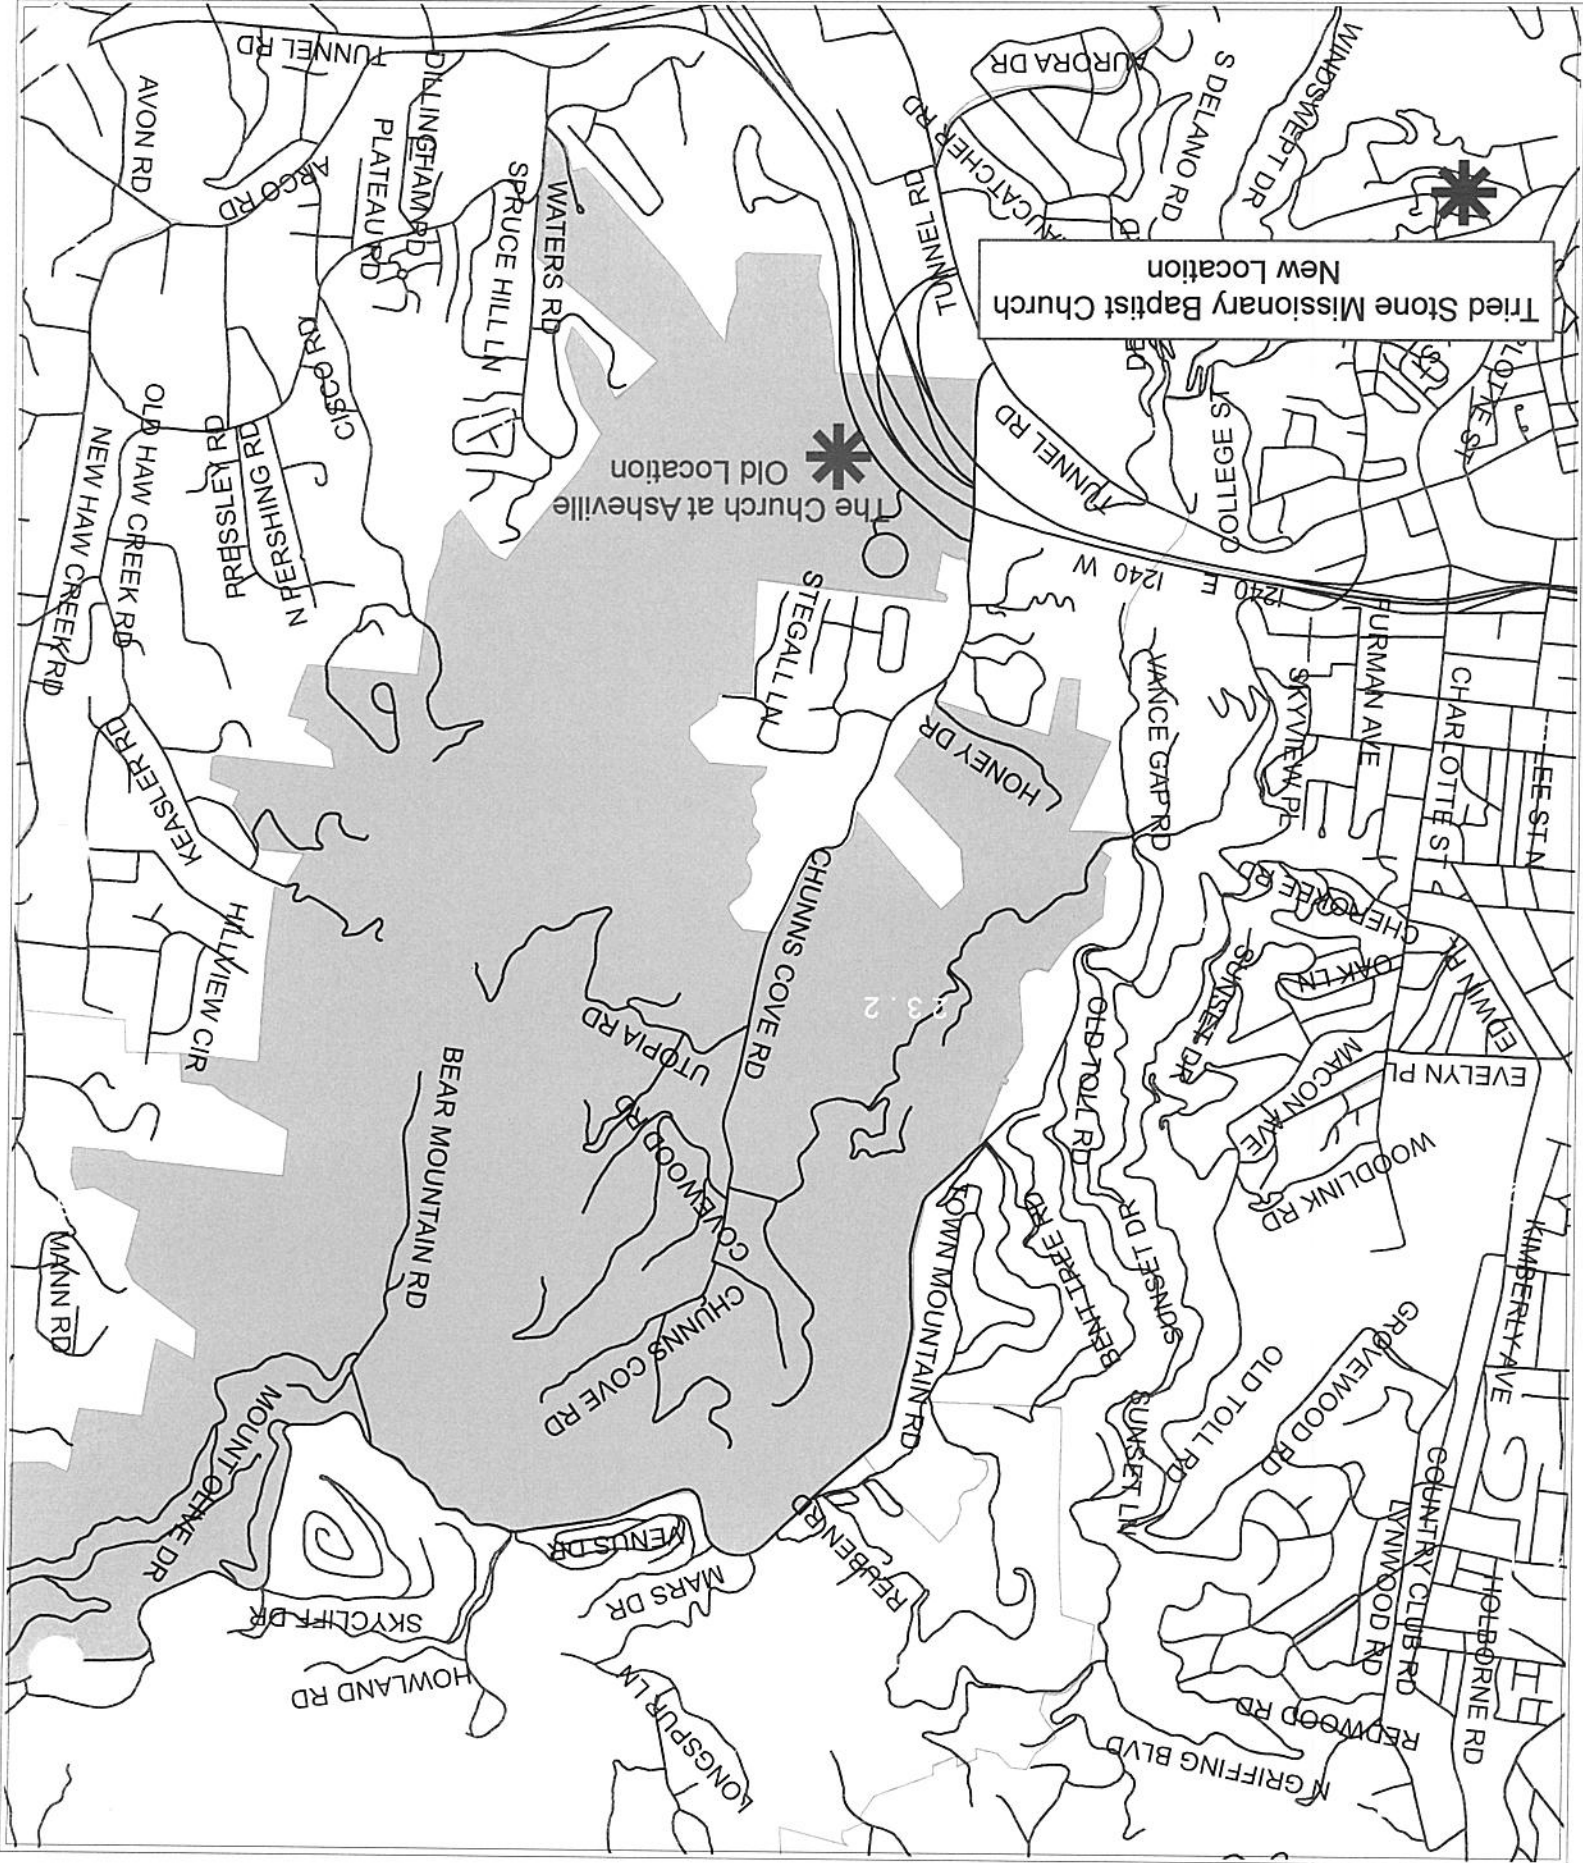 N GRIFFING BLVD
LONGSPUR LN
REDWOOD RD
HOLBORNE RD
COUNTRY CLUB RD
LYNWOOD RD
HOWLAND RD
SKYCLIFF DR
MARS DR
REUBEN RD
VENUS DR
MOUNT OLIVE DR
SUNSET LN
OLD TOLL RD
GROVEWOOD RD
KIMBERLY AVE
TOWN MOUNTAIN RD
CHUNNS COVE RD
BENT TREE RD
SUNSET DR
MANN RD
BEAR MOUNTAIN RD
WOODLINK RD
COVEWOOD RD
MACON AVE
EVELYN PL
OLD TOLL RD
SUNSET DR
UTOPIA RD
23.2
EDWIN PL
OAK LN
CHEROKEE RD
CHUNNS COVE RD
HILLVIEW CIR
KEASLER RD
HONEY DR
VANCE GAP RD
SKYVIEW PL
FURMAN AVE
CHARLOTTE ST
LEE ST N
STEGALL LN
I240 W
I240 E
NEW HAW CREEK RD
OLD HAW CREEK RD
N PERSHING RD
PRESSLEY RD
The Church at Asheville
Old Location
COLLEGE ST
TUNNEL RD
CISCO RD
Tried Stone Missionary Baptist Church
New Location
SPRUCE HILL LN
WATERS RD
TUNNEL RD
PLATEAU RD
DILLINGHAM RD
ARCO RD
AVON RD
WINDSWEPT DR
S DELANO RD
TUNNEL RD
AURORA DR
TUNNEL RD